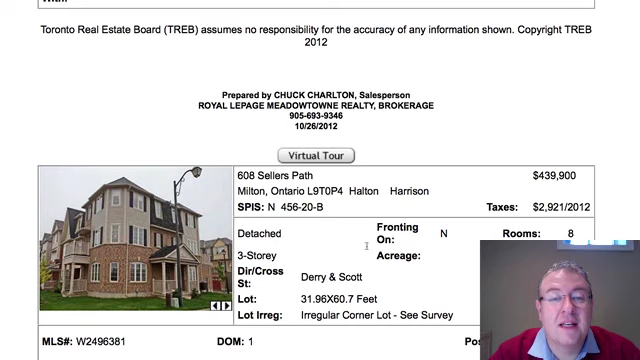 with.
Toronto Real Estate Board (TREB) assumes no responsibility for the accuracy of any information shown. Copyright TREB
2012
Prepared by CHUCK CHARLTON, Salesperson
ROYAL LEPAGE MEADOWTOWNE REALTY, BROKERAGE
905-693-9346
10/26/2012
Virtual Tour
608 Sellers Path $439,900
Milton, Ontario L9T0P4 Halton Harrison
SPIS: N 456-20-B Taxes: $2,921/2012
Detached Fronting On: N Rooms: 8
3-Storey Acreage:
Dir/Cross St: Derry & Scott
Lot: 31.96X60.7 Feet
Lot Irreg: Irregular Corner Lot - See Survey
MLS#: W2496381 DOM: 1 Pos